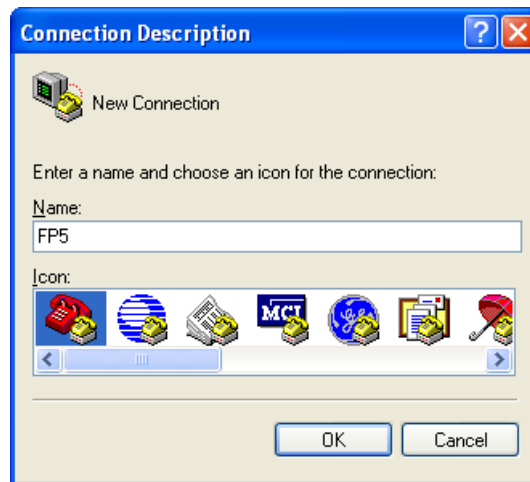 Connection Description
New Connection
Enter a name and choose an icon for the connection:
Name:
FP5
Icon:
MCI
OK
Cancel